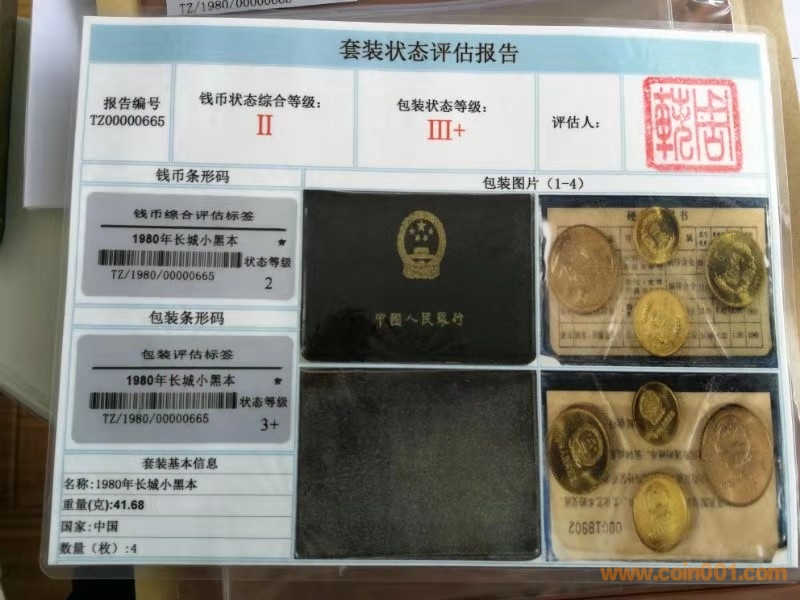 TZ/1980/00000665
套装状态评估报告
报告编号
TZ00000665
钱币状态综合等级：
II
包装状态等级：
III+
评估人：
钱币条形码
包装图片（1-4）
钱币综合评估标签
1980年长城小黑本
状态等级
TZ/1980/00000665
2
包装条形码
包装评估标签
1980年长城小黑本
状态等级
TZ/1980/00000665
3+
套装基本信息
名称：1980年长城小黑本
重量(克)：41.68
国家：中国
数量（枚）：4
中国人民银行
00018902
www.coin001.com